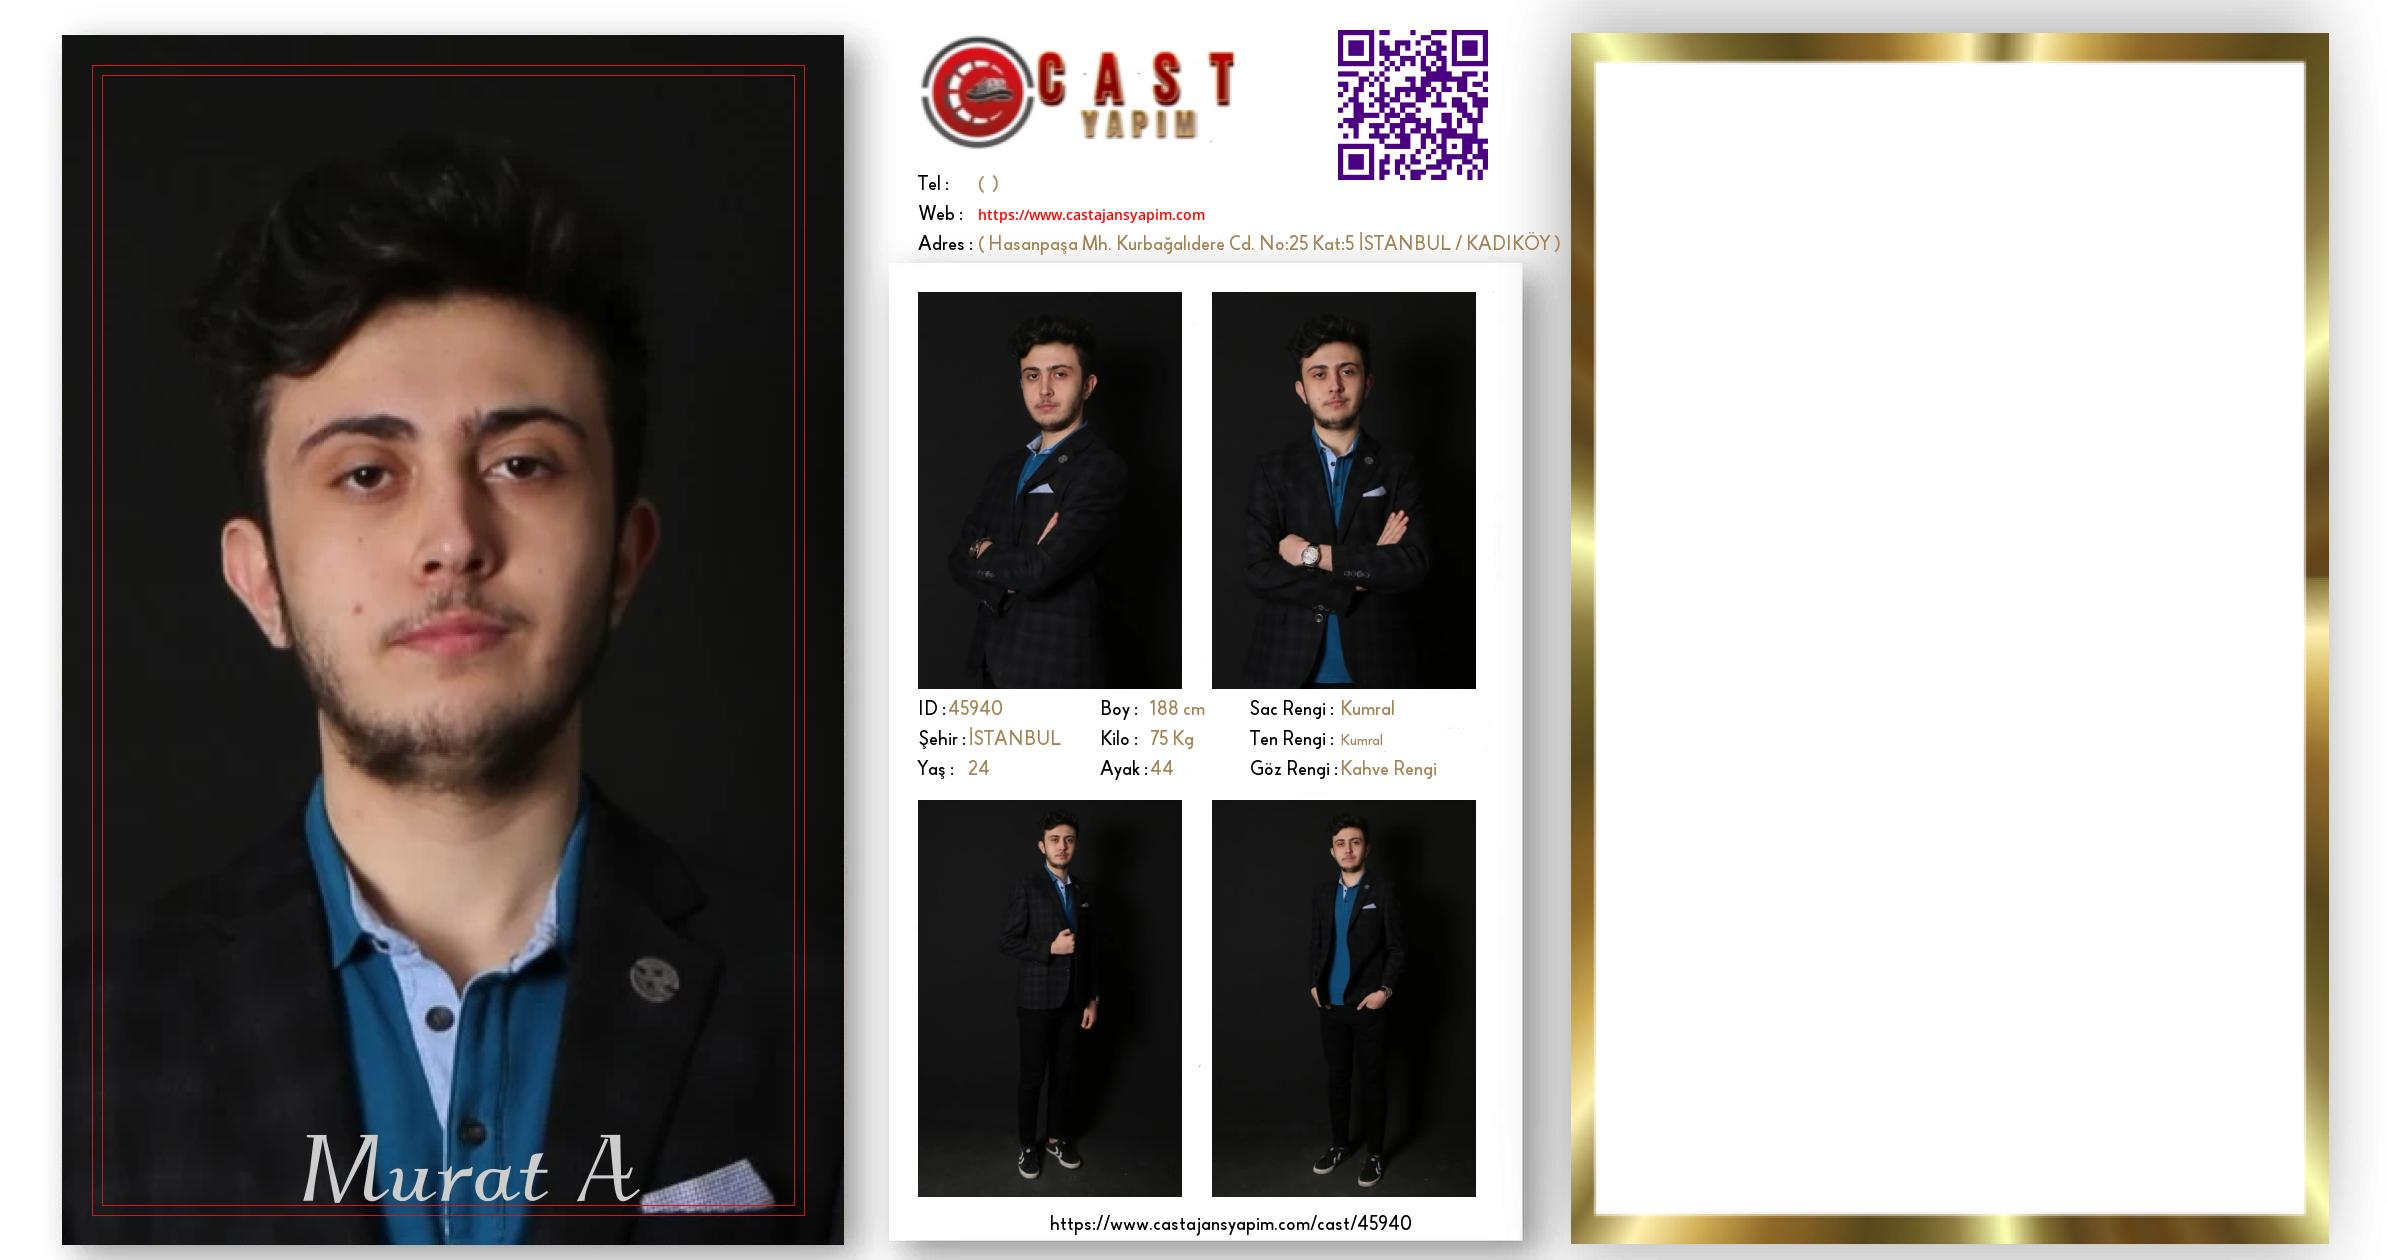 Murat A
CAST
YAPIM
Tel : ( )
Web : https://www.castajansyapim.com
Adres : ( Hasanpaşa Mh. Kurbağalıdere Cd. No:25 Kat:5 İSTANBUL / KADIKÖY )
ID : 45940 Boy : 188 cm Sac Rengi : Kumral
Şehir : İSTANBUL Kilo : 75 Kg Ten Rengi : Kumral
Yaş : 24 Ayak : 44 Göz Rengi : Kahve Rengi
https://www.castajansyapim.com/cast/45940